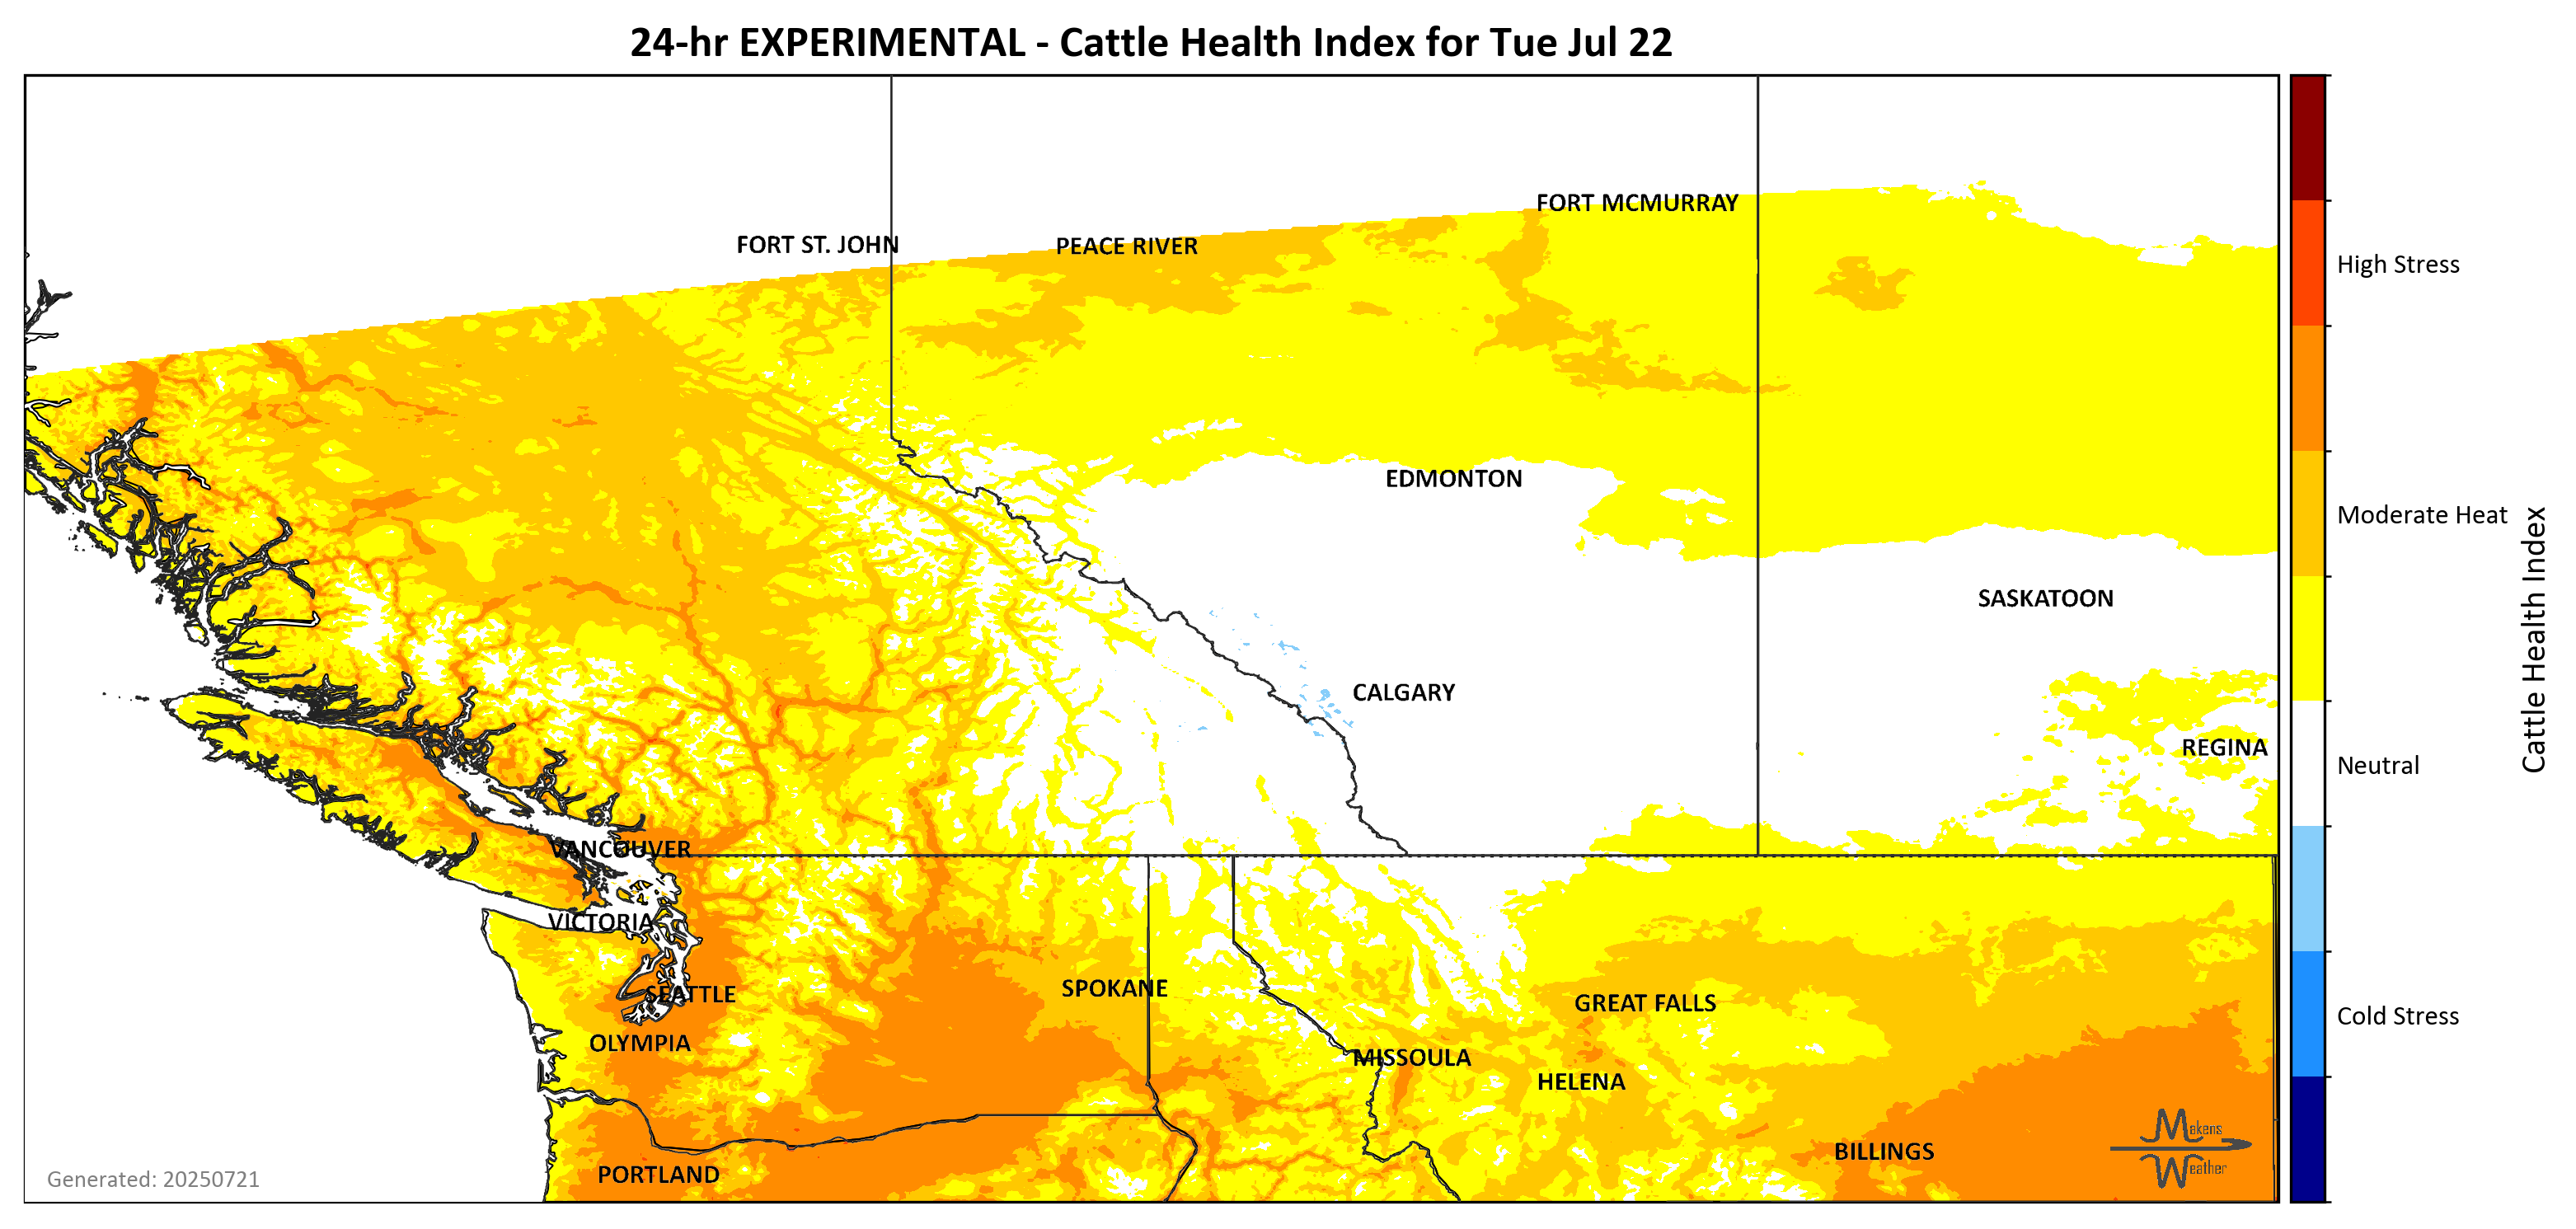 24-hr EXPERIMENTAL - Cattle Health Index for Tue Jul 22
FORT MCMURRAY
FORT ST. JOHN
PEACE RIVER
High Stress
EDMONTON
Moderate Heat
SASKATOON
CALGARY
REGINA
Neutral
Cattle Health Index
VANCOUVER
VICTORIA
SEATTLE
SPOKANE
GREAT FALLS
Cold Stress
OLYMPIA
MISSOULA
HELENA
Makens
Weather
BILLINGS
PORTLAND
Generated: 20250721